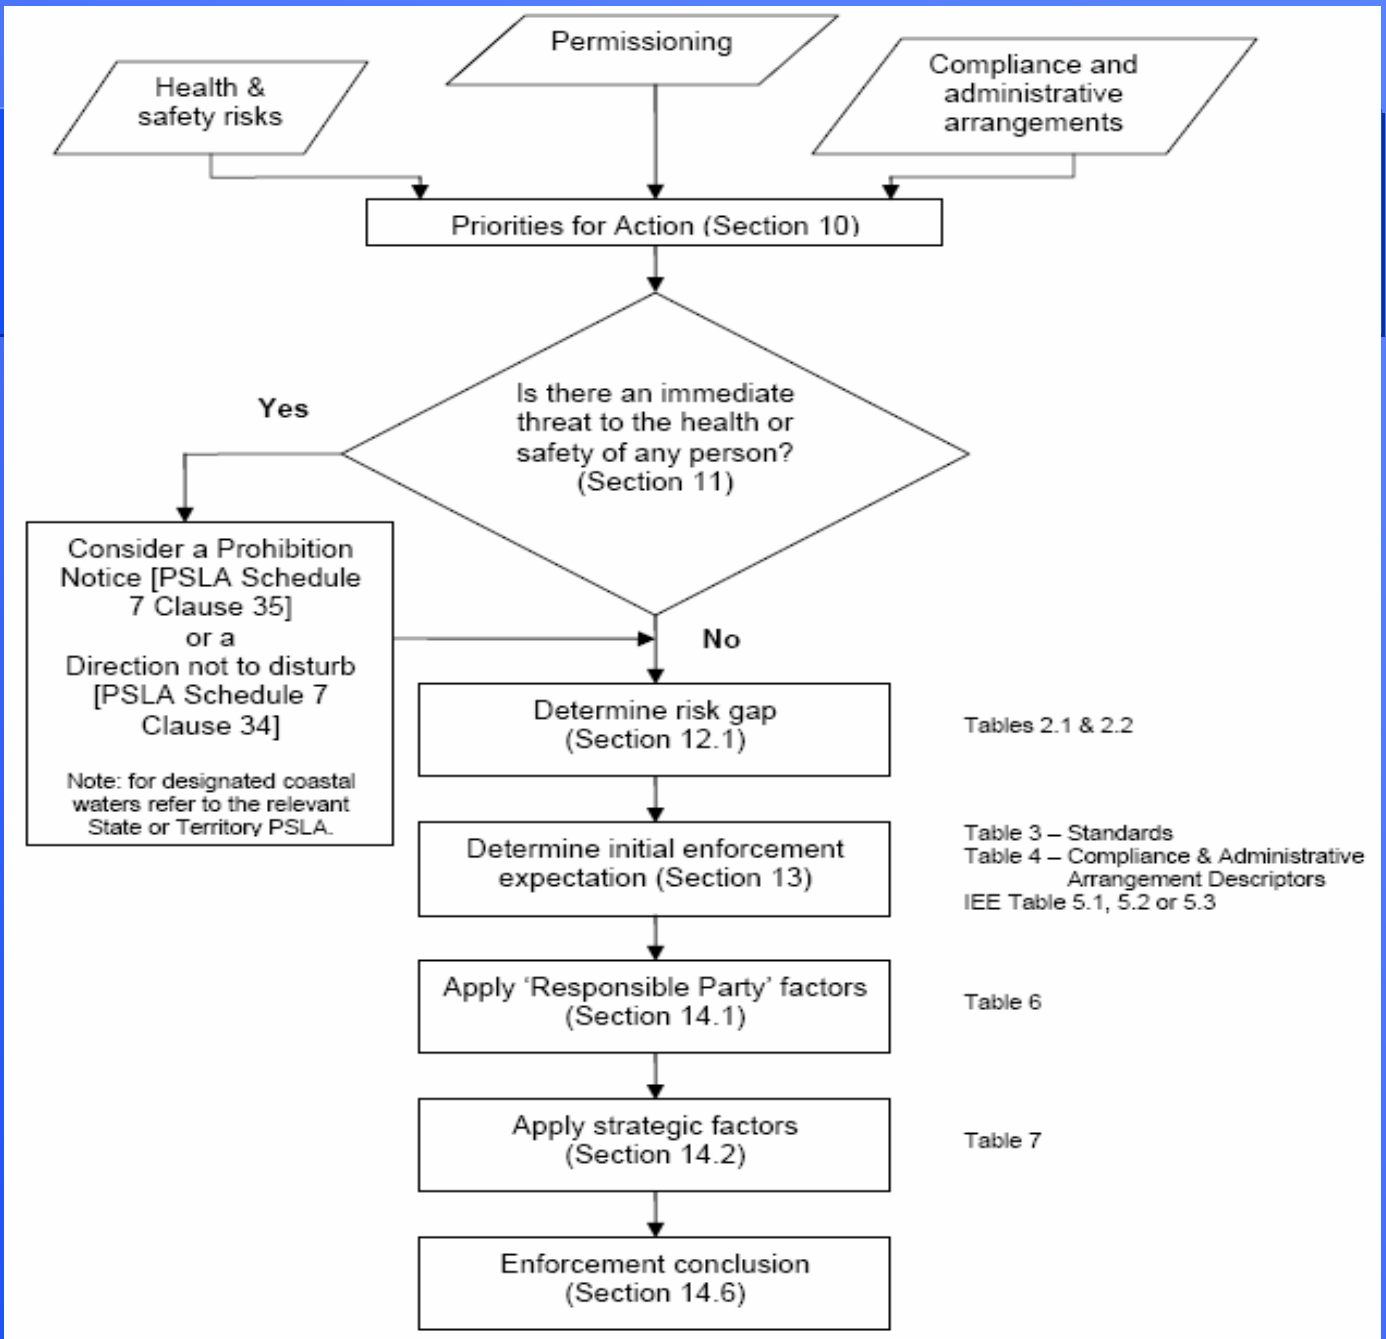 Permissioning
Health &
safety risks
Compliance and
administrative
arrangements
Priorities for Action (Section 10)
Is there an immediate
threat to the health or
safety of any person?
(Section 11)
Yes
Consider a Prohibition
Notice [PSLA Schedule
7 Clause 35]
or a
Direction not to disturb
[PSLA Schedule 7
Clause 34]
Note: for designated coastal
waters refer to the relevant
State or Territory PSLA.
No
Determine risk gap
(Section 12.1)
Tables 2.1 & 2.2
Determine initial enforcement
expectation (Section 13)
Table 3 – Standards
Table 4 – Compliance & Administrative
Arrangement Descriptors
IEE Table 5.1, 5.2 or 5.3
Apply ‘Responsible Party’ factors
(Section 14.1)
Table 6
Apply strategic factors
(Section 14.2)
Table 7
Enforcement conclusion
(Section 14.6)